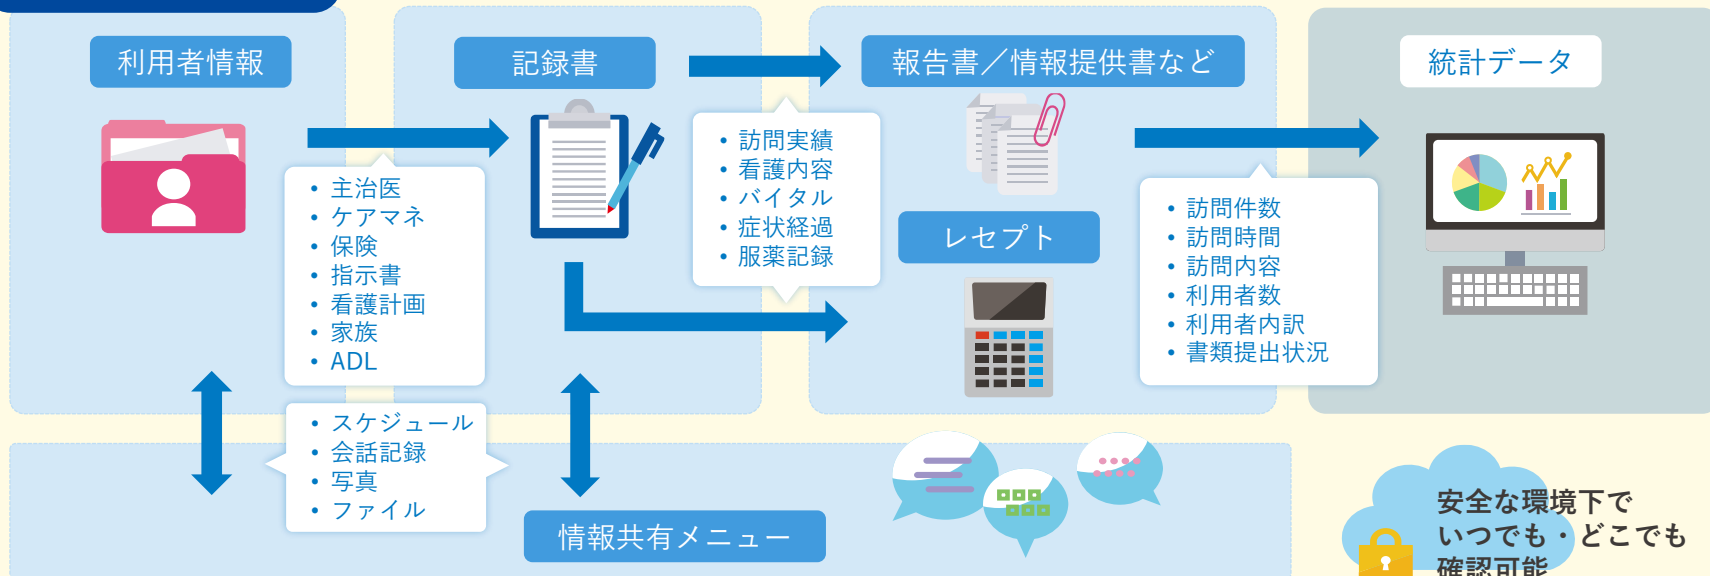 利用者情報
記録書
報告書／情報提供書など
統計データ
• 主治医
• ケアマネ
• 保険
• 指示書
• 看護計画
• 家族
• ADL
• 訪問実績
• 看護内容
• バイタル
• 症状経過
• 服薬記録
レセプト
• 訪問件数
• 訪問時間
• 訪問内容
• 利用者数
• 利用者内訳
• 書類提出状況
• スケジュール
• 会話記録
• 写真
• ファイル
情報共有メニュー
安全な環境下で
いつでも・どこでも
確認可能